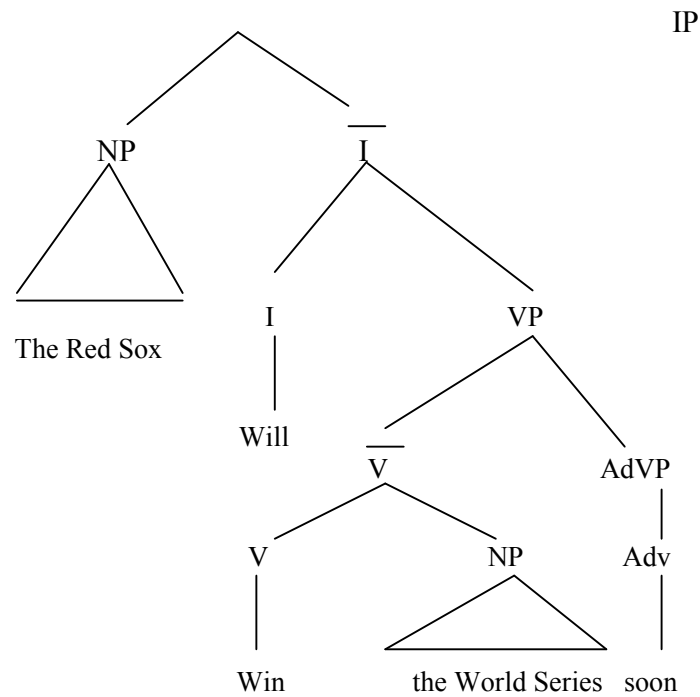 IP
NP I
I VP
The Red Sox
Will
V AdVP
V NP Adv
Win the World Series soon